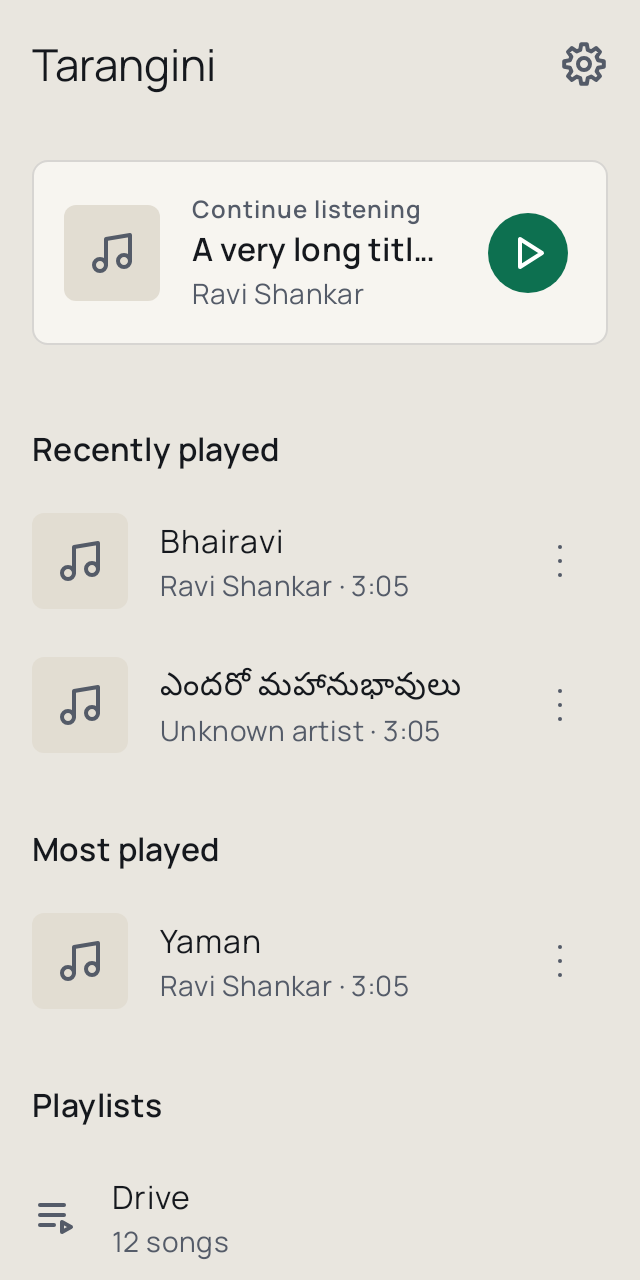 Tarangini
Continue listening
A very long titl...
Ravi Shankar
Recently played
Bhairavi
Ravi Shankar · 3:05
ఎందరో మహానుభావులు
Unknown artist · 3:05
Most played
Yaman
Ravi Shankar · 3:05
Playlists
Drive
12 songs